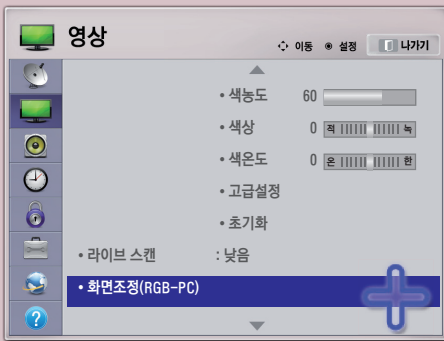 영상
이동 설정 나가기
• 색농도 60
• 색상 0 적 녹
• 색온도 0 온 한
• 고급설정
• 초기화
• 라이브 스캔 : 낮음
• 화면조정(RGB-PC)
?